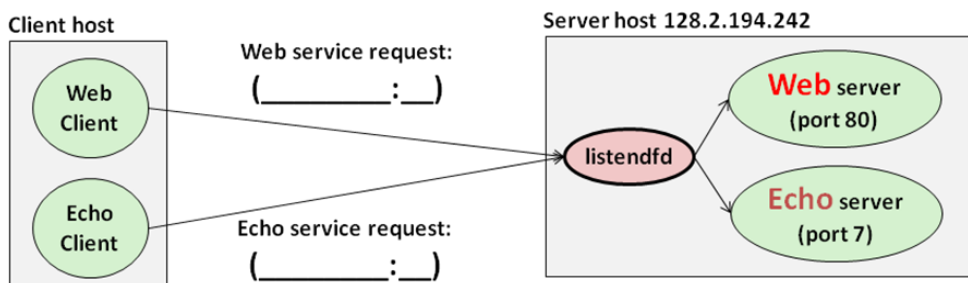 Client host
Web
Client
Echo
Client
Web service request:
(_________:__)
Echo service request:
(_________:__)
Server host 128.2.194.242
listendfd
Web server
(port 80)
Echo server
(port 7)